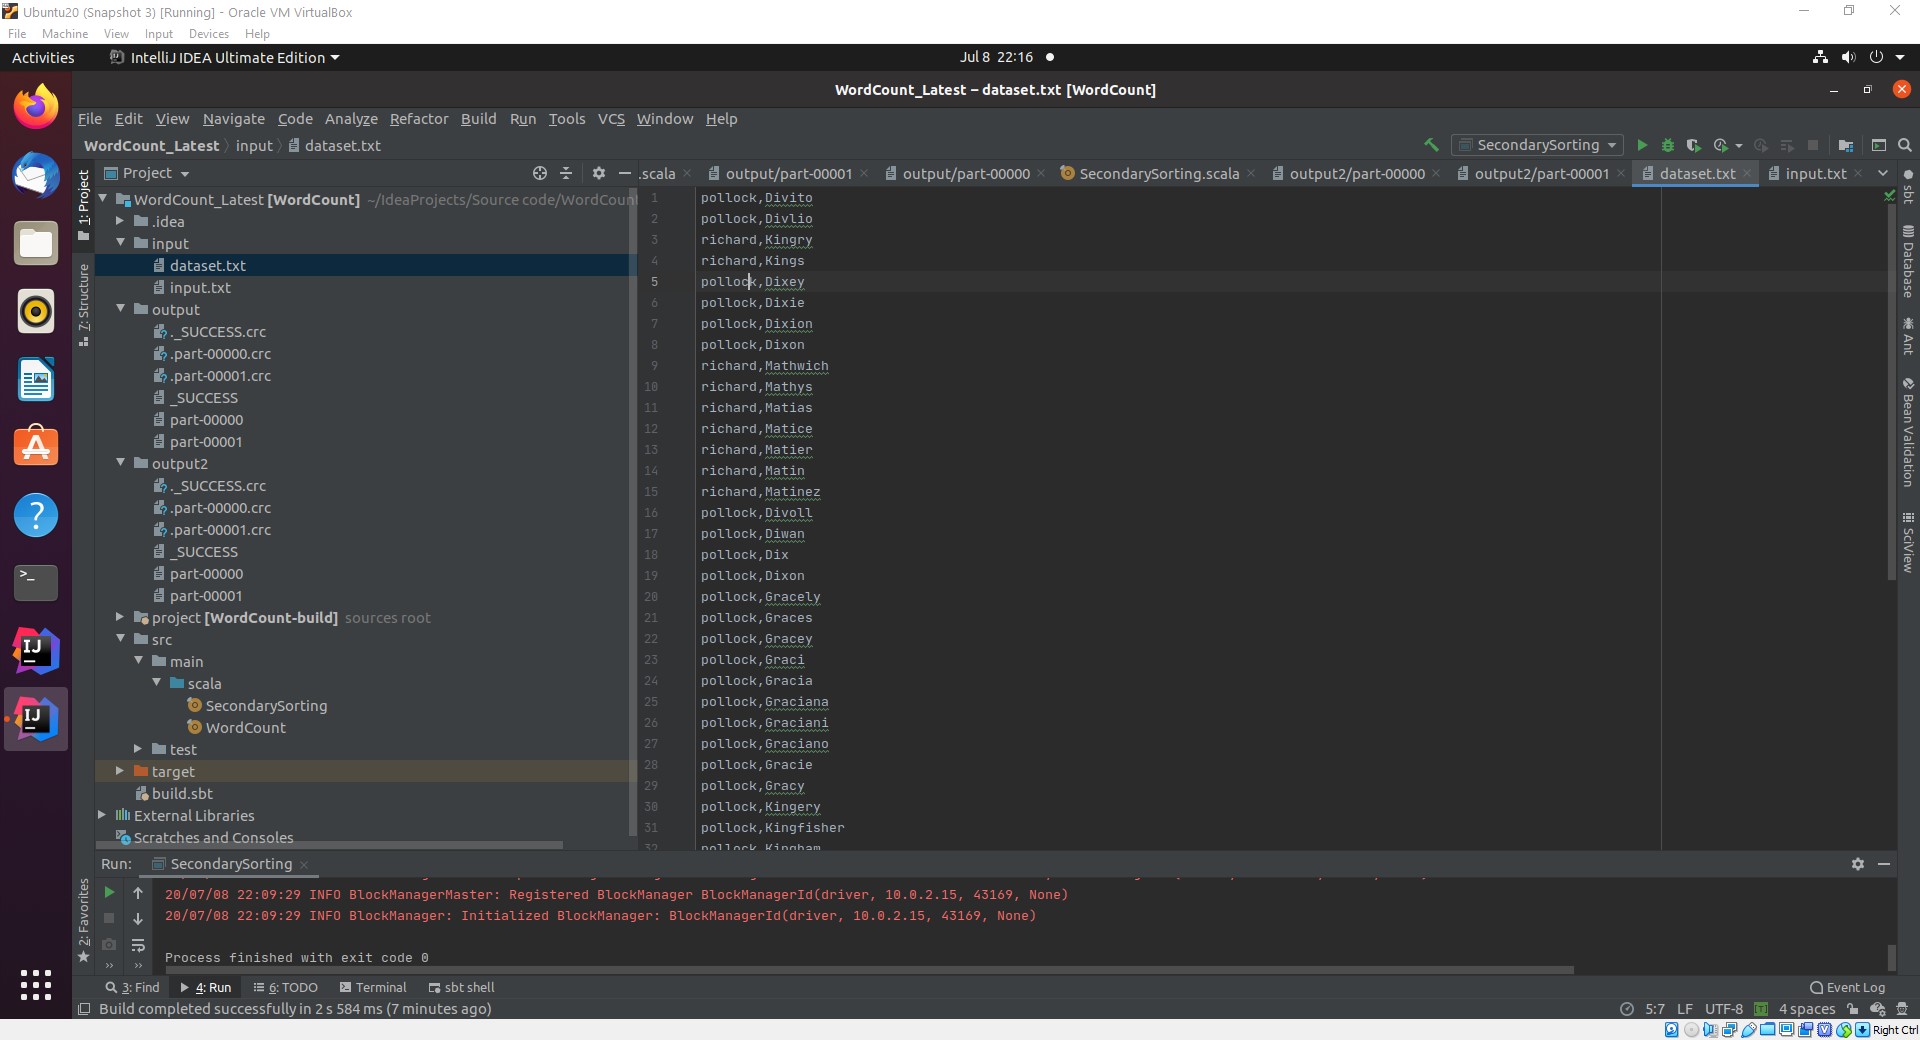 Ubuntu20 (Snapshot 3) [Running] - Oracle VM VirtualBox
File Machine View Input Devices Help
Activities IntelliJ IDEA Ultimate Edition Jul 8 22:16
WordCount_Latest – dataset.txt [WordCount]
File Edit View Navigate Code Analyze Refactor Build Run Tools VCS Window Help
WordCount_Latest input dataset.txt SecondarySorting
Project
.scala output/part-00001 output/part-00000 SecondarySorting.scala output2/part-00000 output2/part-00001 dataset.txt input.txt
1: Project
7: Structure
2: Favorites
WordCount_Latest [WordCount] ~/IdeaProjects/Source code/WordCount
.idea
input
dataset.txt
input.txt
output
._SUCCESS.crc
.part-00000.crc
.part-00001.crc
_SUCCESS
part-00000
part-00001
output2
._SUCCESS.crc
.part-00000.crc
.part-00001.crc
_SUCCESS
part-00000
part-00001
project [WordCount-build] sources root
src
main
scala
SecondarySorting
WordCount
test
target
build.sbt
External Libraries
Scratches and Consoles
1 pollock,Divito
2 pollock,Divlio
3 richard,Kingry
4 richard,Kings
5 pollock,Dixey
6 pollock,Dixie
7 pollock,Dixion
8 pollock,Dixon
9 richard,Mathwich
10 richard,Mathys
11 richard,Matias
12 richard,Matice
13 richard,Matier
14 richard,Matin
15 richard,Matinez
16 pollock,Divoll
17 pollock,Diwan
18 pollock,Dix
19 pollock,Dixon
20 pollock,Gracely
21 pollock,Graces
22 pollock,Gracey
23 pollock,Graci
24 pollock,Gracia
25 pollock,Graciana
26 pollock,Graciani
27 pollock,Graciano
28 pollock,Gracie
29 pollock,Gracy
30 pollock,Kingery
31 pollock,Kingfisher
32 pollock,Kingham
sbt
Database
Ant
Bean Validation
SciView
Run: SecondarySorting
20/07/08 22:09:29 INFO BlockManagerMaster: Registered BlockManager BlockManagerId(driver, 10.0.2.15, 43169, None)
20/07/08 22:09:29 INFO BlockManager: Initialized BlockManager: BlockManagerId(driver, 10.0.2.15, 43169, None)
Process finished with exit code 0
3: Find 4: Run 6: TODO Terminal sbt shell Event Log
Build completed successfully in 2 s 584 ms (7 minutes ago) 5:7 LF UTF-8 4 spaces
Right Ctrl